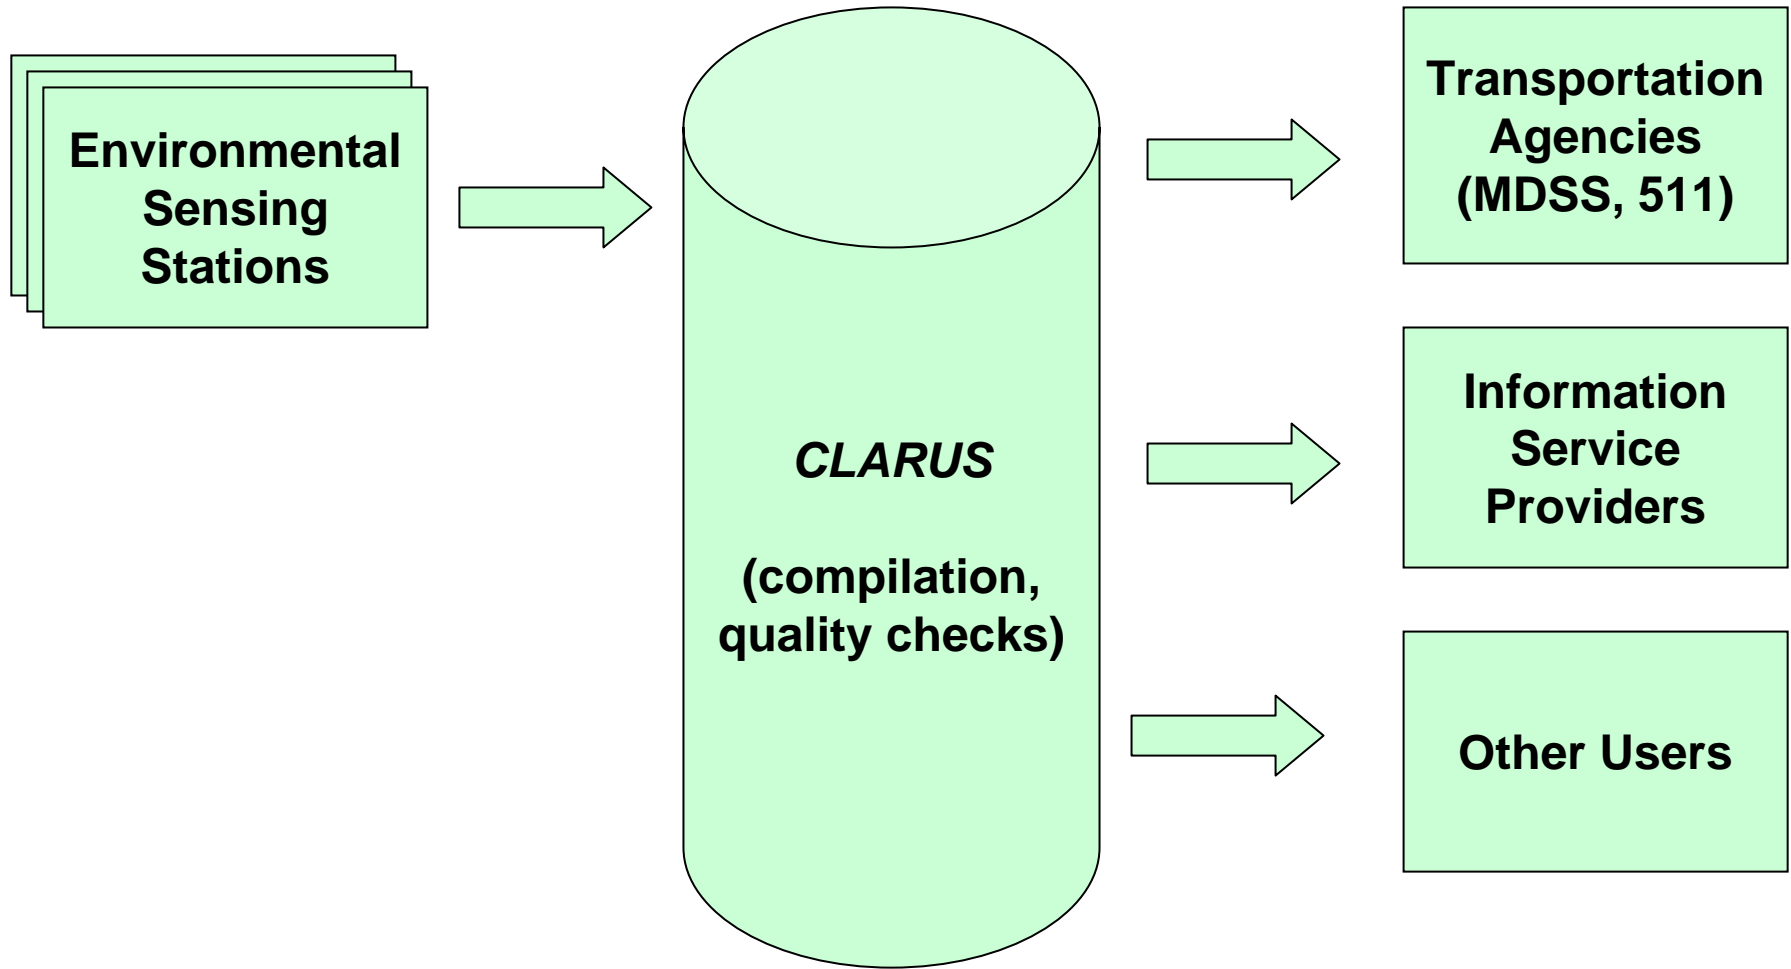 Environmental
Sensing
Stations
CLARUS
(compilation,
quality checks)
Transportation
Agencies
(MDSS, 511)
Information
Service
Providers
Other Users